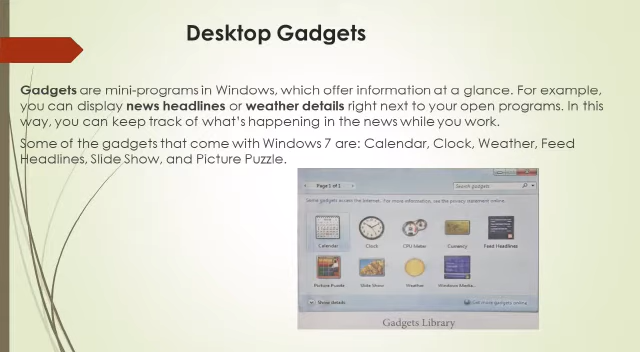 Desktop Gadgets
Gadgets are mini-programs in Windows, which offer information at a glance. For example,
you can display news headlines or weather details right next to your open programs. In this
way, you can keep track of what's happening in the news while you work.
Some of the gadgets that come with Windows 7 are: Calendar, Clock, Weather, Feed
Headlines, Slide Show, and Picture Puzzle.
Page 1 of 1
Search gadgets
Some gadgets access the Internet. For more information, see the privacy statement online.
Calendar Clock CPU Meter Currency Feed Headlines
Picture Puzzle Slide Show Weather Windows Media...
Show details Get more gadgets online
Gadgets Library